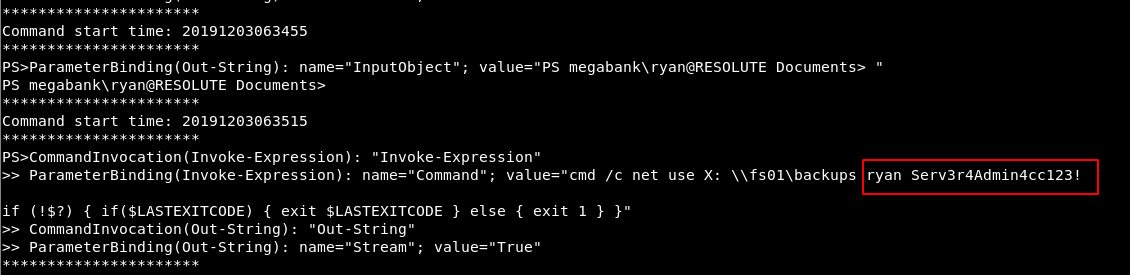 **********************
Command start time: 20191203063455
**********************
PS>ParameterBinding(Out-String): name="InputObject"; value="PS megabank\ryan@RESOLUTE Documents> "
PS megabank\ryan@RESOLUTE Documents>
**********************
Command start time: 20191203063515
**********************
PS>CommandInvocation(Invoke-Expression): "Invoke-Expression"
>> ParameterBinding(Invoke-Expression): name="Command"; value="cmd /c net use X: \\fs01\backups ryan Serv3r4Admin4cc123!
if (!$?) { if($LASTEXITCODE) { exit $LASTEXITCODE } else { exit 1 } }"
>> CommandInvocation(Out-String): "Out-String"
>> ParameterBinding(Out-String): name="Stream"; value="True"
**********************